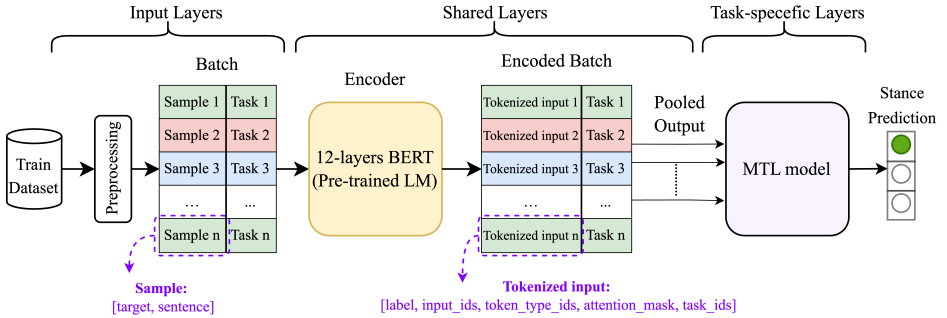 Input Layers
Shared Layers
Task-specefic Layers
Batch
Encoder
Encoded Batch
Pooled
Output
Stance
Prediction
Train
Dataset
Preprocessing
Sample 1 Task 1
Sample 2 Task 2
Sample 3 Task 3
... ...
Sample n Task n
12-layers BERT
(Pre-trained LM)
Tokenized input 1 Task 1
Tokenized input 2 Task 2
Tokenized input 3 Task 3
... ...
Tokenized input n Task n
MTL model
Sample:
[target, sentence]
Tokenized input:
[label, input_ids, token_type_ids, attention_mask, task_ids]